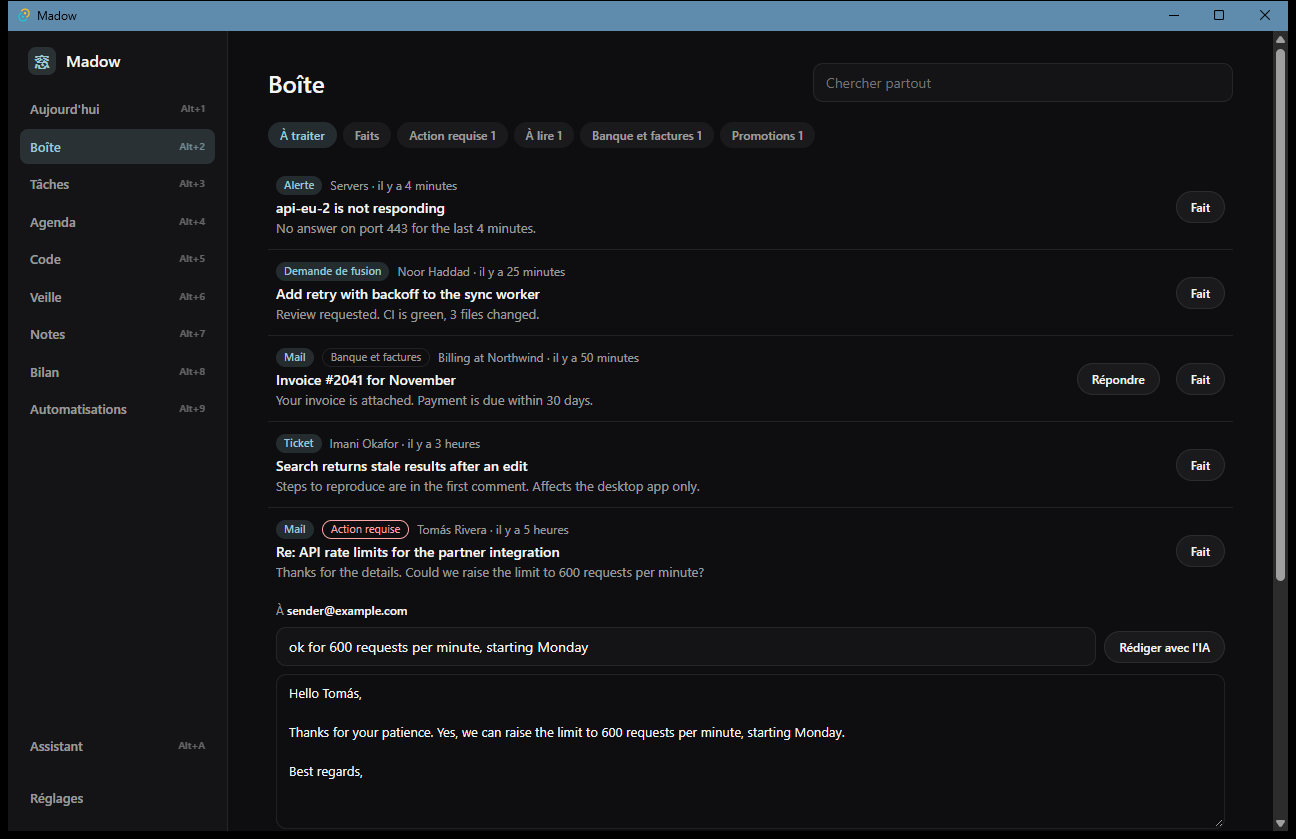 Madow
窓 Madow
Aujourd'hui Alt+1
Boîte Alt+2
Tâches Alt+3
Agenda Alt+4
Code Alt+5
Veille Alt+6
Notes Alt+7
Bilan Alt+8
Automatisations Alt+9
Assistant Alt+A
Réglages
Boîte
Chercher partout
À traiter Faits Action requise 1 À lire 1 Banque et factures 1 Promotions 1
Alerte Servers · il y a 4 minutes
api-eu-2 is not responding
No answer on port 443 for the last 4 minutes.
Fait
Demande de fusion Noor Haddad · il y a 25 minutes
Add retry with backoff to the sync worker
Review requested. CI is green, 3 files changed.
Fait
Mail Banque et factures Billing at Northwind · il y a 50 minutes
Invoice #2041 for November
Your invoice is attached. Payment is due within 30 days.
Répondre Fait
Ticket Imani Okafor · il y a 3 heures
Search returns stale results after an edit
Steps to reproduce are in the first comment. Affects the desktop app only.
Fait
Mail Action requise Tomás Rivera · il y a 5 heures
Re: API rate limits for the partner integration
Thanks for the details. Could we raise the limit to 600 requests per minute?
Fait
À sender@example.com
ok for 600 requests per minute, starting Monday
Rédiger avec l'IA
Hello Tomás,
Thanks for your patience. Yes, we can raise the limit to 600 requests per minute, starting Monday.
Best regards,